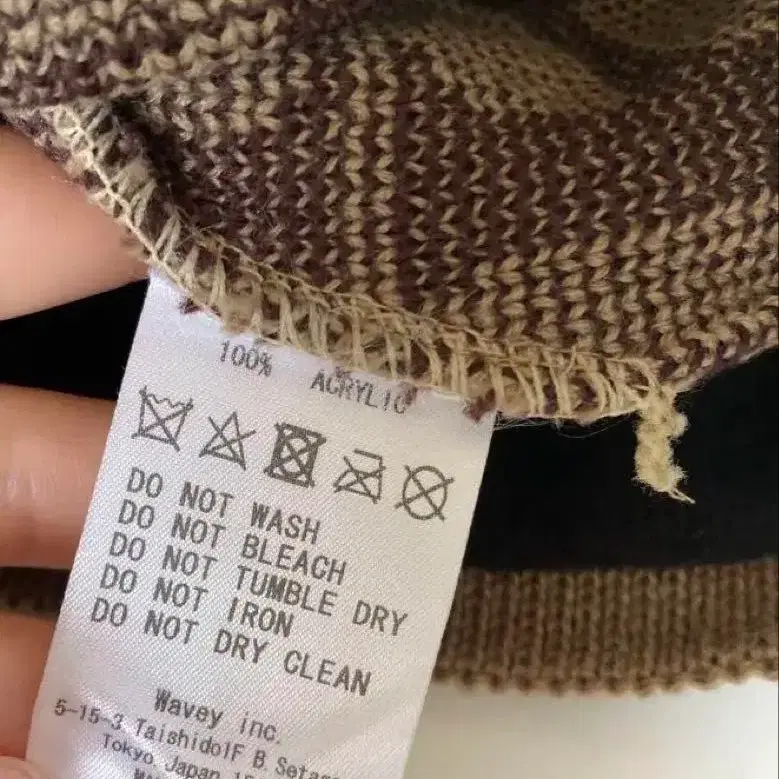 100% ACRYLIC
DO NOT WASH
DO NOT BLEACH
DO NOT TUMBLE DRY
DO NOT IRON
DO NOT DRY CLEAN
Wavey inc.
5-15-3 Taishido1F B
Tokyo Japan